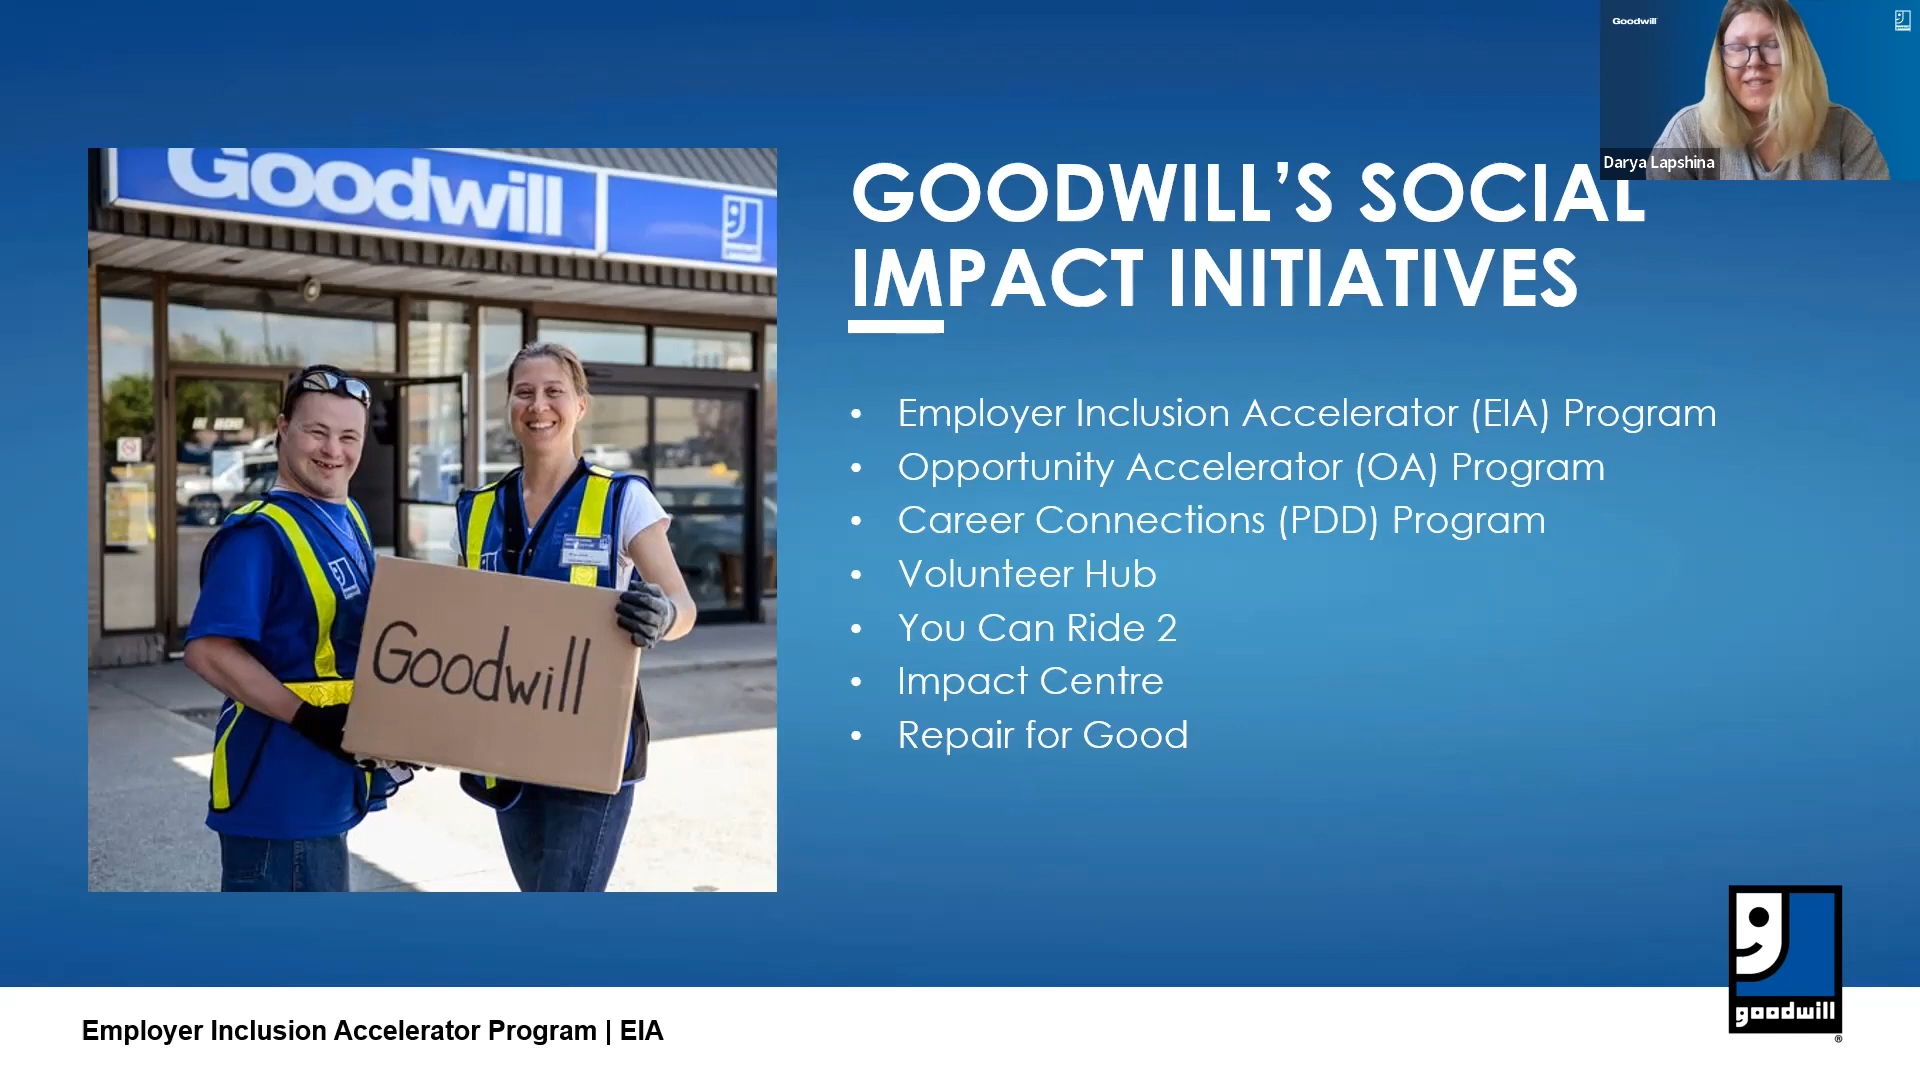 Goodwill
Darya Lapshina
Goodwill
GOODWILL’S SOCIAL
IMPACT INITIATIVES
• Employer Inclusion Accelerator (EIA) Program
• Opportunity Accelerator (OA) Program
• Career Connections (PDD) Program
• Volunteer Hub
• You Can Ride 2
• Impact Centre
• Repair for Good
Goodwill
goodwill
®
Employer Inclusion Accelerator Program | EIA